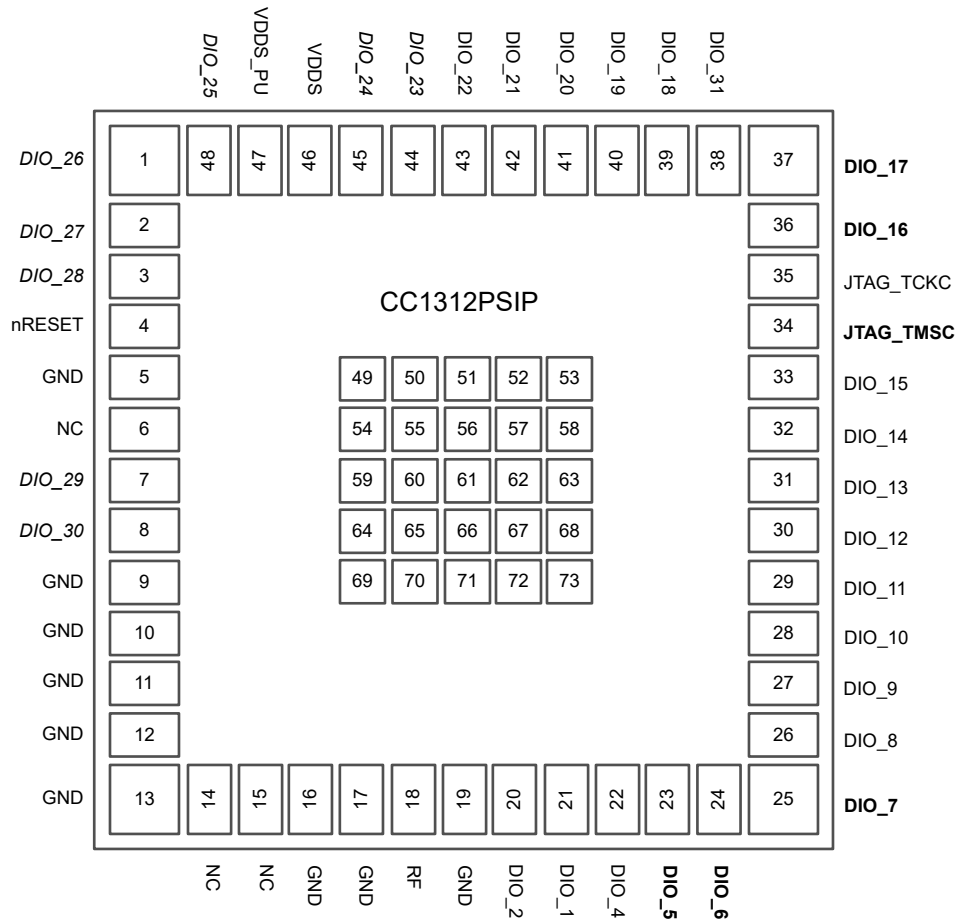 DIO_25
VDDS_PU
VDDS
DIO_24
DIO_23
DIO_22
DIO_21
DIO_20
DIO_19
DIO_18
DIO_31
DIO_26 1 48 47 46 45 44 43 42 41 40 39 38 37 DIO_17
DIO_27 2 36 DIO_16
DIO_28 3 35 JTAG_TCKC
CC1312PSIP
nRESET 4 34 JTAG_TMSC
GND 5 49 50 51 52 53 33 DIO_15
NC 6 54 55 56 57 58 32 DIO_14
DIO_29 7 59 60 61 62 63 31 DIO_13
DIO_30 8 64 65 66 67 68 30 DIO_12
GND 9 69 70 71 72 73 29 DIO_11
GND 10 28 DIO_10
GND 11 27 DIO_9
GND 12 26 DIO_8
GND 13 14 15 16 17 18 19 20 21 22 23 24 25 DIO_7
NC
NC
GND
GND
RF
GND
DIO_2
DIO_1
DIO_4
DIO_5
DIO_6